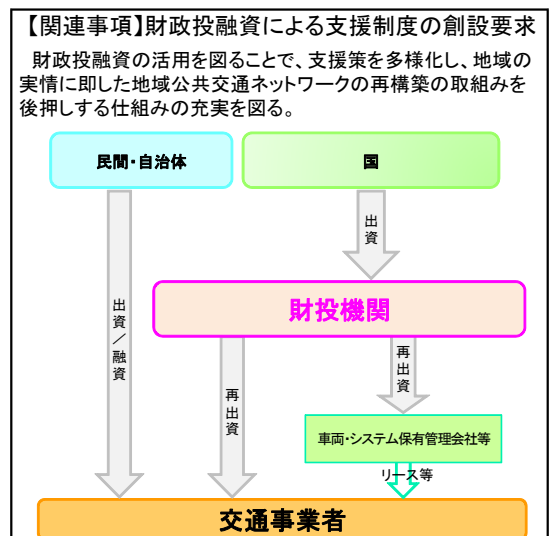 【関連事項】財政投融資による支援制度の創設要求
財政投融資の活用を図ることで、支援策を多様化し、地域の
実情に即した地域公共交通ネットワークの再構築の取組みを
後押しする仕組みの充実を図る。
民間・自治体
国
出資
財投機関
出資／融資
再出資
再出資
車両・システム保有管理会社等
リース等
交通事業者